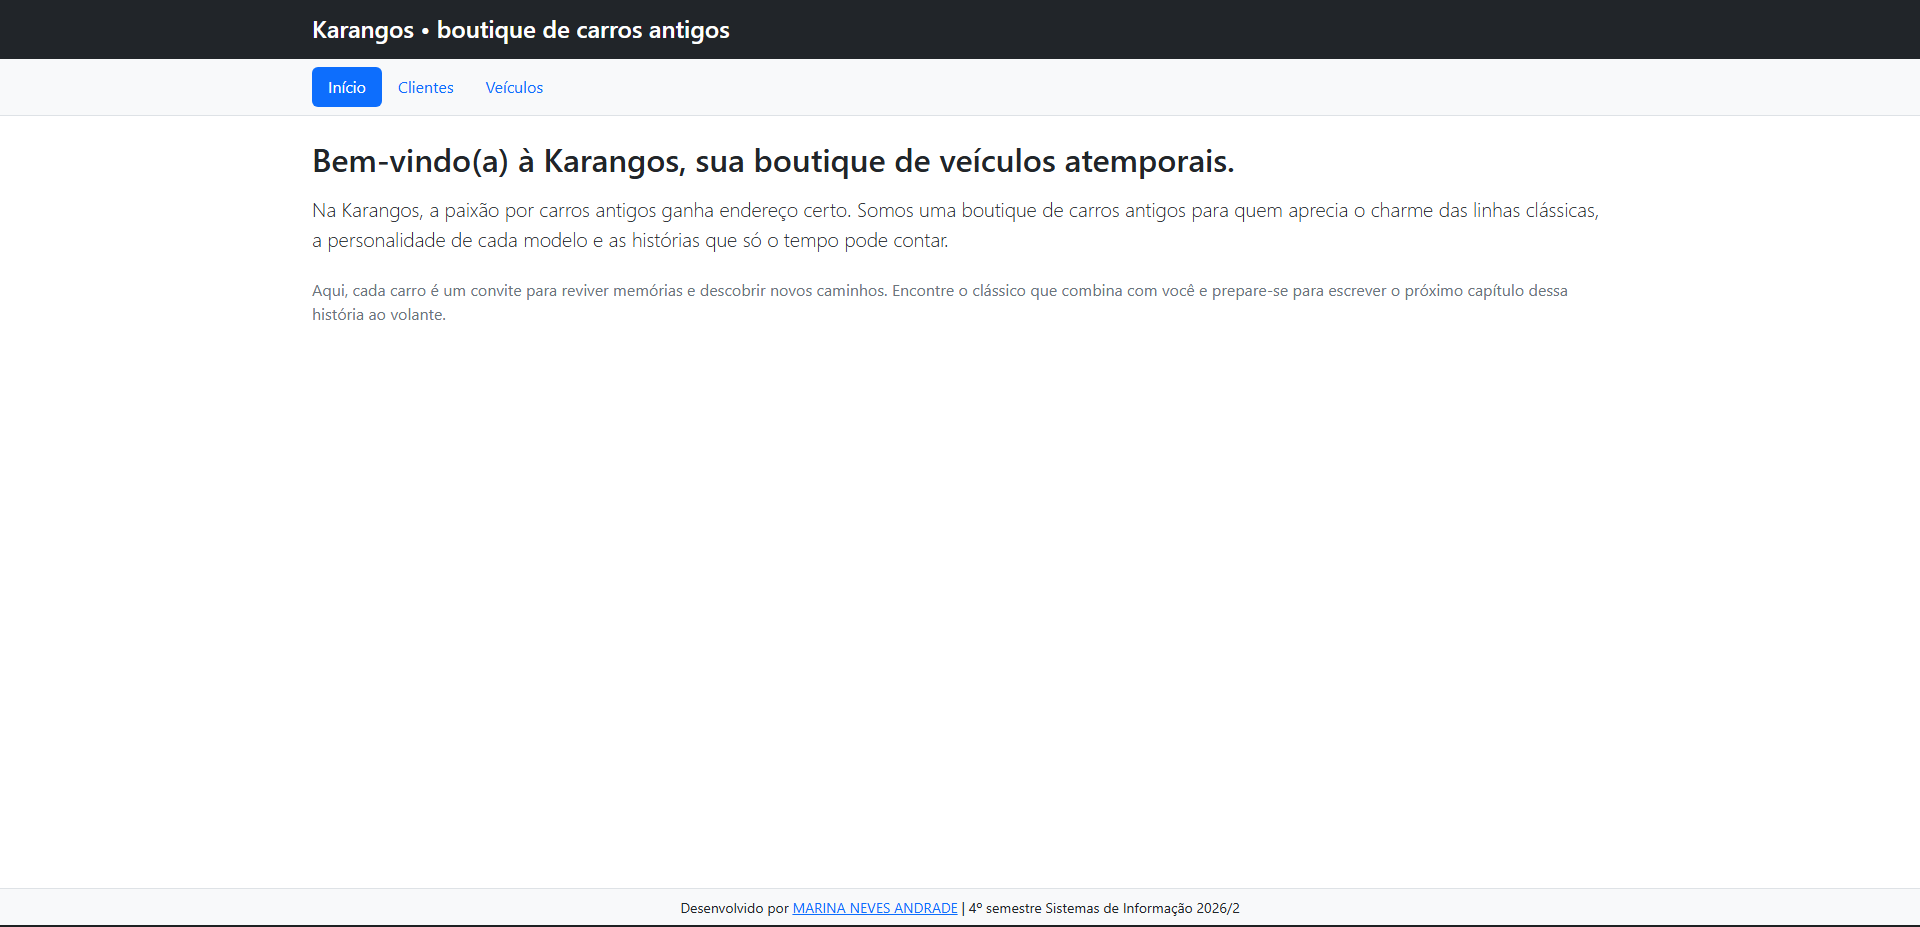 Karangos • boutique de carros antigos
Início Clientes Veículos
Bem-vindo(a) à Karangos, sua boutique de veículos atemporais.
Na Karangos, a paixão por carros antigos ganha endereço certo. Somos uma boutique de carros antigos para quem aprecia o charme das linhas clássicas,
a personalidade de cada modelo e as histórias que só o tempo pode contar.
Aqui, cada carro é um convite para reviver memórias e descobrir novos caminhos. Encontre o clássico que combina com você e prepare-se para escrever o próximo capítulo dessa
história ao volante.
Desenvolvido por MARINA NEVES ANDRADE | 4º semestre Sistemas de Informação 2026/2